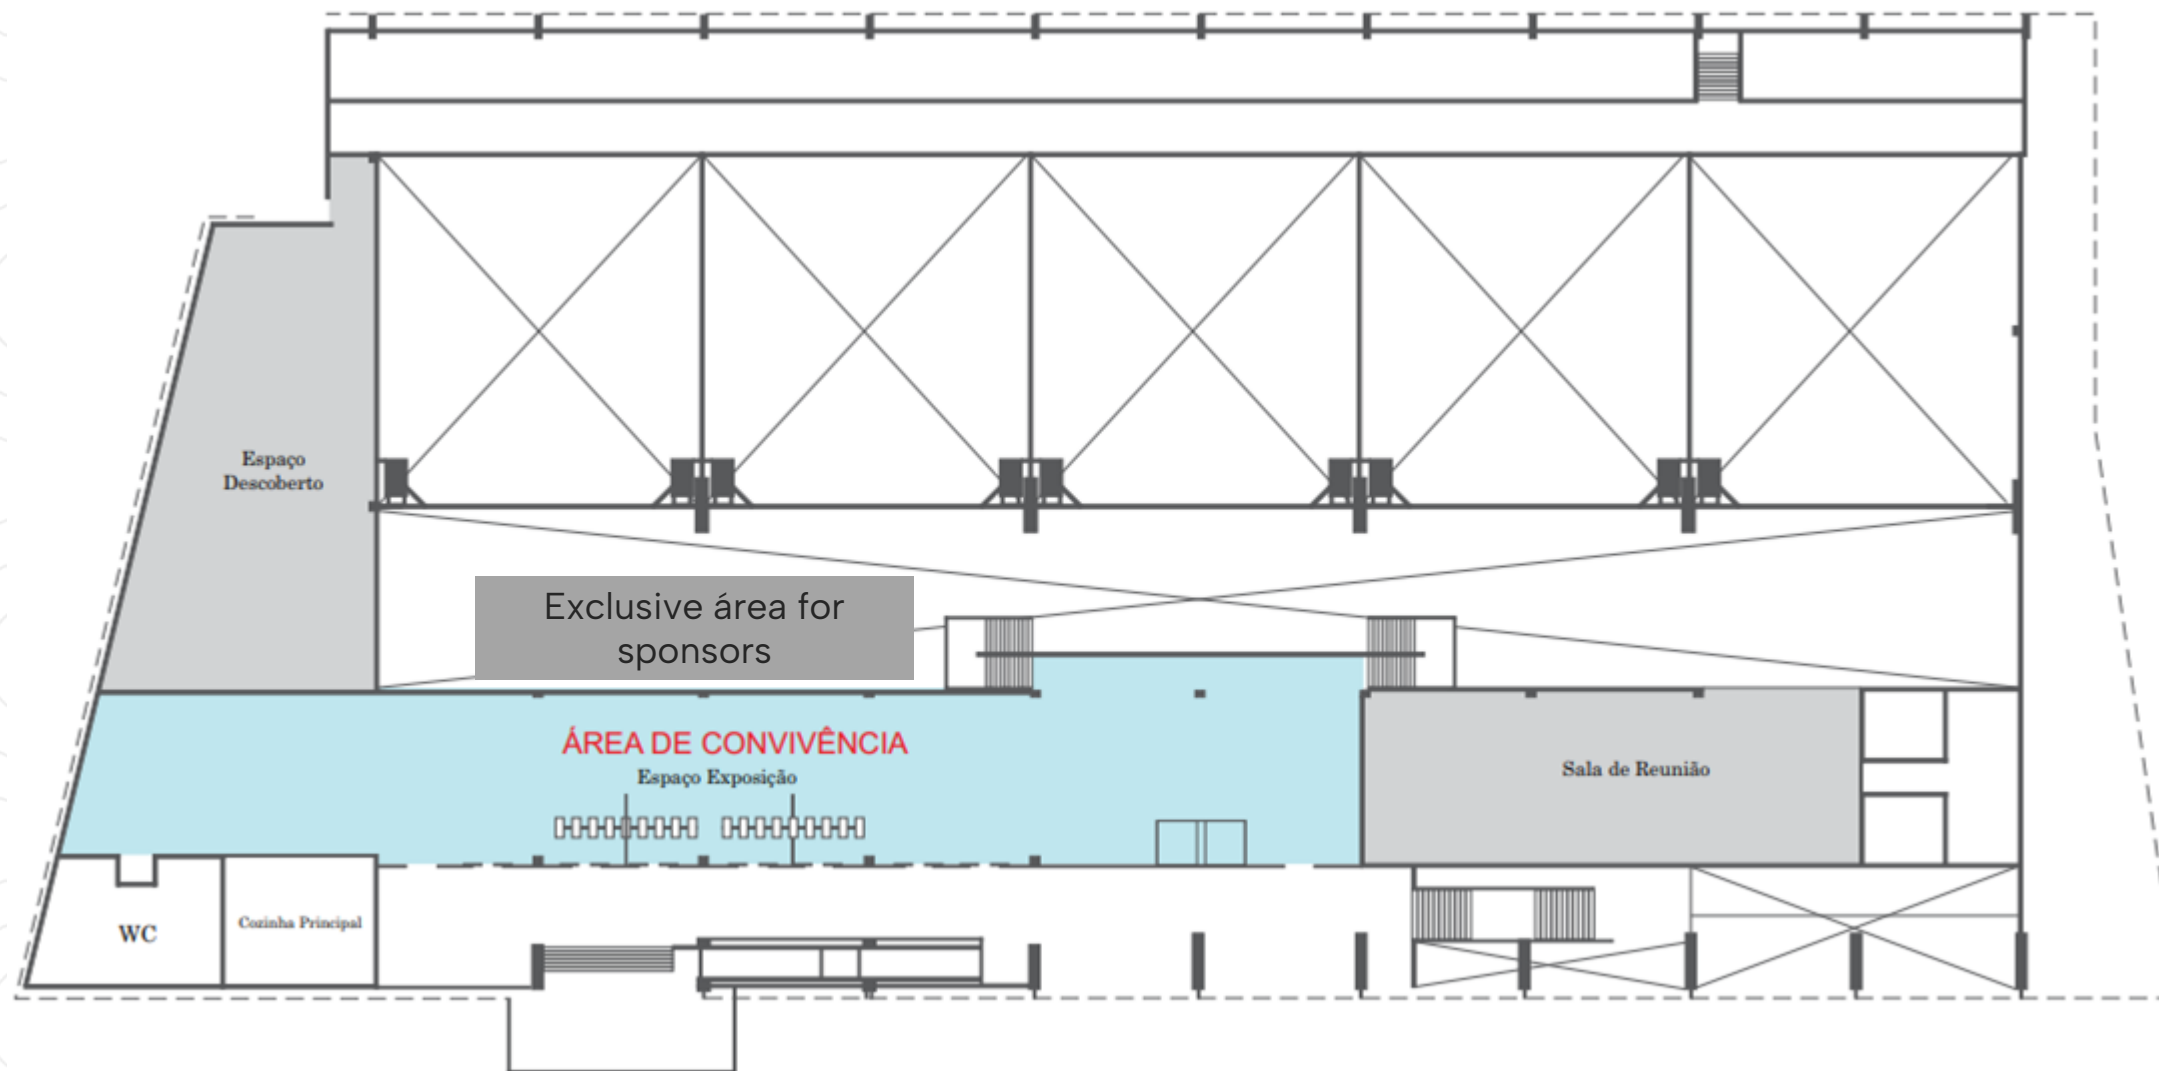 Espaço
Descoberto
Exclusive área for
sponsors
ÁREA DE CONVIVÊNCIA
Espaço Exposição
Sala de Reunião
WC
Cozinha Principal